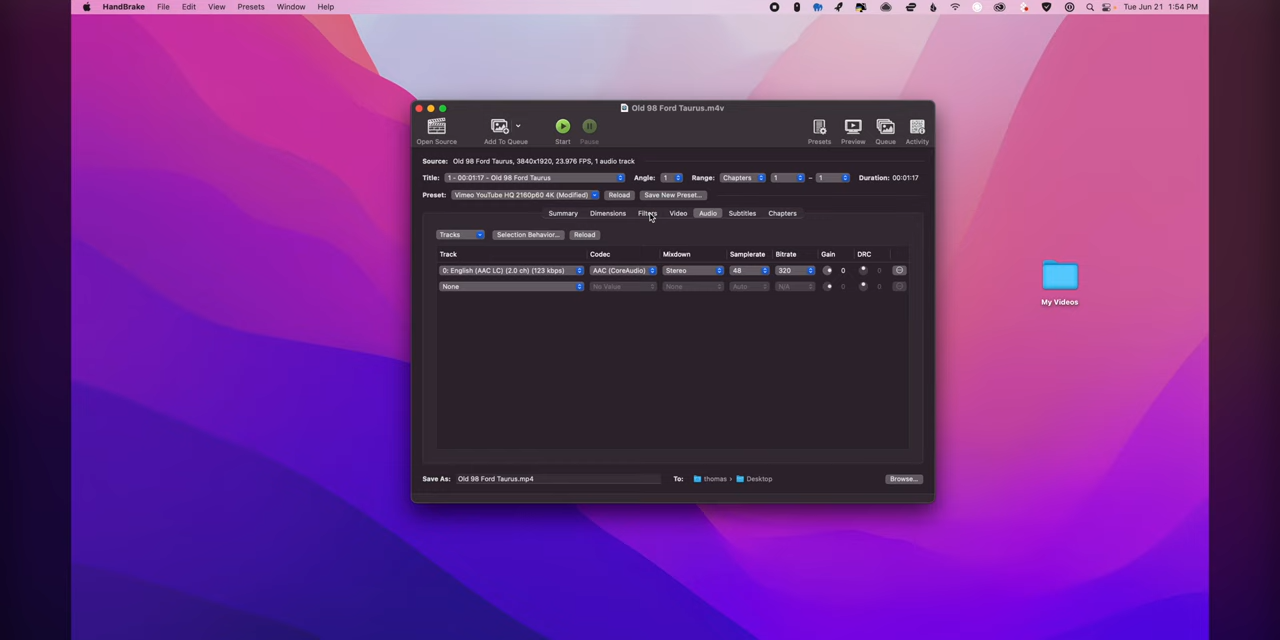 HandBrake File Edit View Presets Window Help Tue Jun 21 1:54 PM
Old 98 Ford Taurus.m4v
Open Source Add To Queue Start Pause Presets Preview Queue Activity
Source: Old 98 Ford Taurus, 3840x1920, 23.976 FPS, 1 audio track
Title: 1 - 00:01:17 - Old 98 Ford Taurus Angle: 1 Range: Chapters 1 – 1 Duration: 00:01:17
Preset: Vimeo YouTube HQ 2160p60 4K (Modified) Reload Save New Preset...
Summary Dimensions Filters Video Audio Subtitles Chapters
Tracks Selection Behavior... Reload
Track Codec Mixdown Samplerate Bitrate Gain DRC
0: English (AAC LC) (2.0 ch) (123 kbps) AAC (CoreAudio) Stereo 48 320 0 0
None No Value None Auto N/A 0 0
My Videos
Save As: Old 98 Ford Taurus.mp4 To: thomas › Desktop Browse...